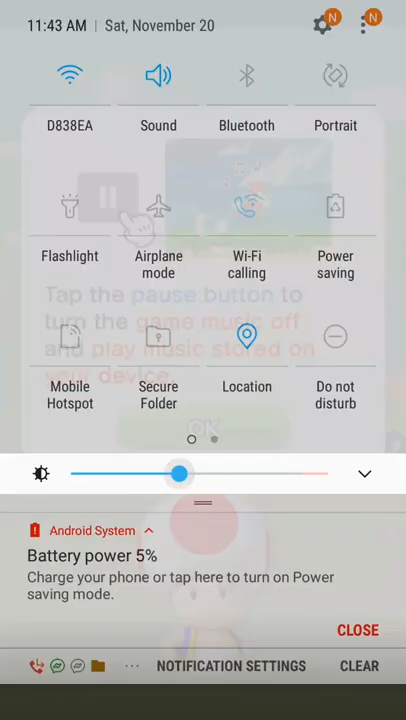 11:43 AM | Sat, November 20
N
N
D838EA
Sound
Bluetooth
Portrait
Flashlight
Airplane
mode
Wi-Fi
calling
Power
saving
Tap the pause button to
turn the game music off
and play music stored on
your device.
Mobile
Hotspot
Secure
Folder
Location
Do not
disturb
OK
Android System
Battery power 5%
Charge your phone or tap here to turn on Power
saving mode.
CLOSE
NOTIFICATION SETTINGS
CLEAR